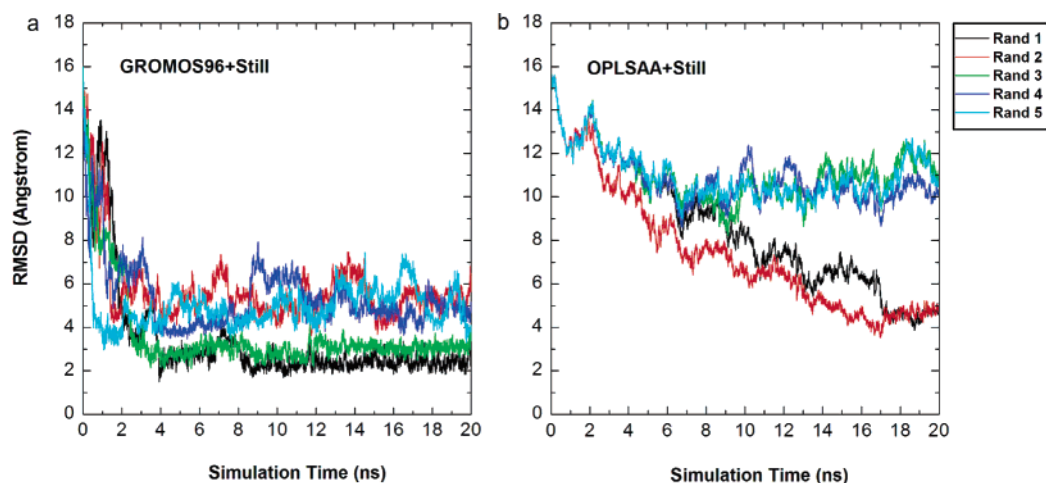 a
GROMOS96+Still
RMSD (Angstrom)
18
16
14
12
10
8
6
4
2
0
0 2 4 6 8 10 12 14 16 18 20
Simulation Time (ns)
b
OPLSAA+Still
18
16
14
12
10
8
6
4
2
0
0 2 4 6 8 10 12 14 16 18 20
Simulation Time (ns)
Rand 1
Rand 2
Rand 3
Rand 4
Rand 5